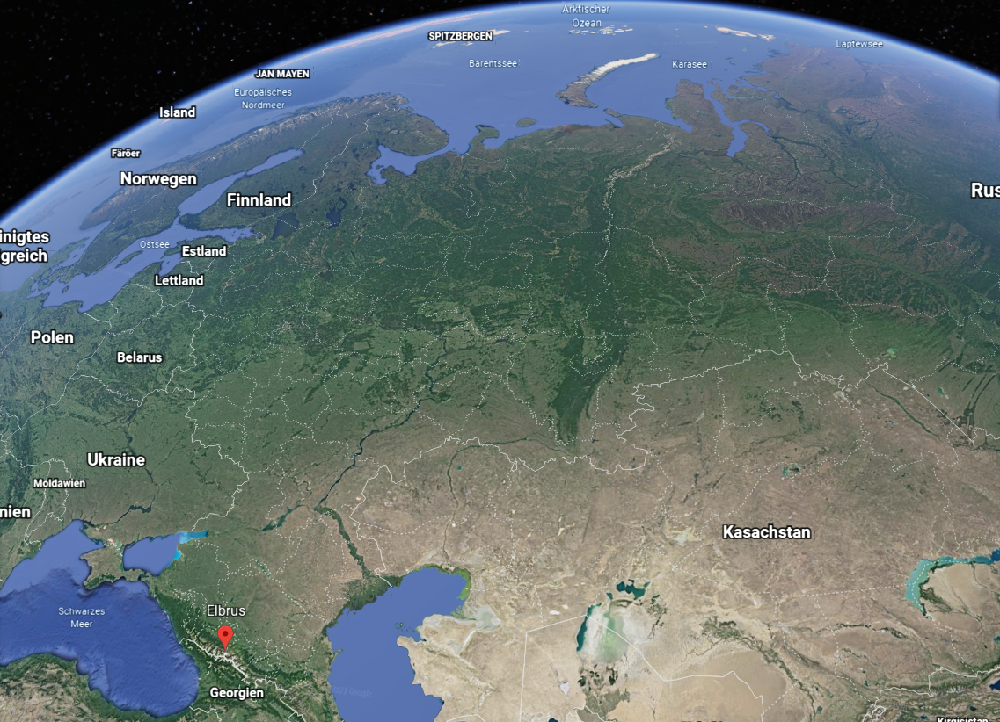 Arktischer
Ozean
SPITZBERGEN
Laptewsee
Barentssee
Karasee
JAN MAYEN
Europäisches
Nordmeer
Island
Färöer
Norwegen
Rus
Finnland
inigtes
greich
Ostsee
Estland
Lettland
Polen
Belarus
Ukraine
Moldawien
nien
Kasachstan
Schwarzes
Meer
Elbrus
Georgien
Kirgisistan